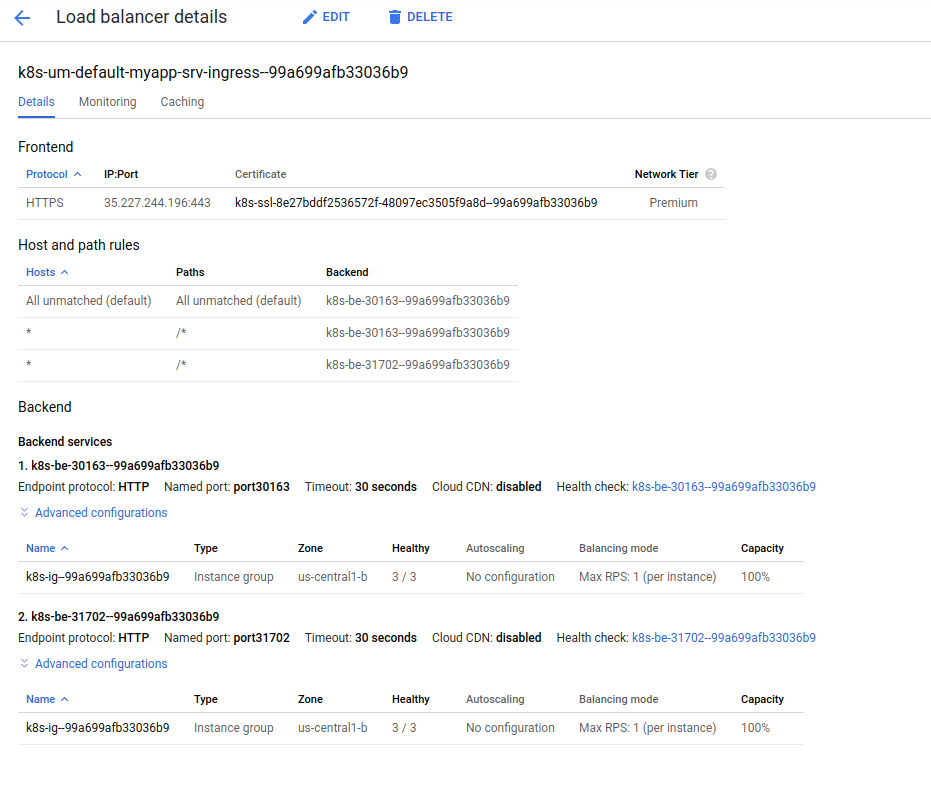 Load balancer details EDIT DELETE
k8s-um-default-myapp-srv-ingress--99a699afb33036b9
Details Monitoring Caching
Frontend
Protocol IP:Port Certificate Network Tier ?
HTTPS 35.227.244.196:443 k8s-ssl-8e27bddf2536572f-48097ec3505f9a8d--99a699afb33036b9 Premium
Host and path rules
Hosts Paths Backend
All unmatched (default) All unmatched (default) k8s-be-30163--99a699afb33036b9
* /* k8s-be-30163--99a699afb33036b9
* /* k8s-be-31702--99a699afb33036b9
Backend
Backend services
1. k8s-be-30163--99a699afb33036b9
Endpoint protocol: HTTP Named port: port30163 Timeout: 30 seconds Cloud CDN: disabled Health check: k8s-be-30163--99a699afb33036b9
Advanced configurations
Name Type Zone Healthy Autoscaling Balancing mode Capacity
k8s-ig--99a699afb33036b9 Instance group us-central1-b 3 / 3 No configuration Max RPS: 1 (per instance) 100%
2. k8s-be-31702--99a699afb33036b9
Endpoint protocol: HTTP Named port: port31702 Timeout: 30 seconds Cloud CDN: disabled Health check: k8s-be-31702--99a699afb33036b9
Advanced configurations
Name Type Zone Healthy Autoscaling Balancing mode Capacity
k8s-ig--99a699afb33036b9 Instance group us-central1-b 3 / 3 No configuration Max RPS: 1 (per instance) 100%